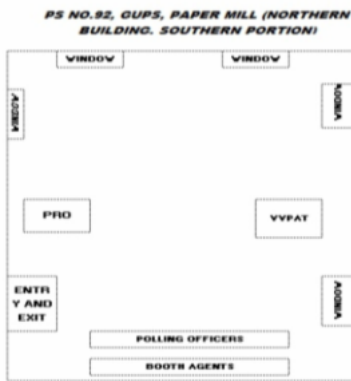 PS NO.92, GUPS, PAPER MILL (NORTHERN
BUILDING. SOUTHERN PORTION)
WINDOW
WINDOW
WINDOW
WINDOW
PRO
VVPAT
ENTR
Y AND
EXIT
WINDOW
POLLING OFFICERS
BOOTH AGENTS